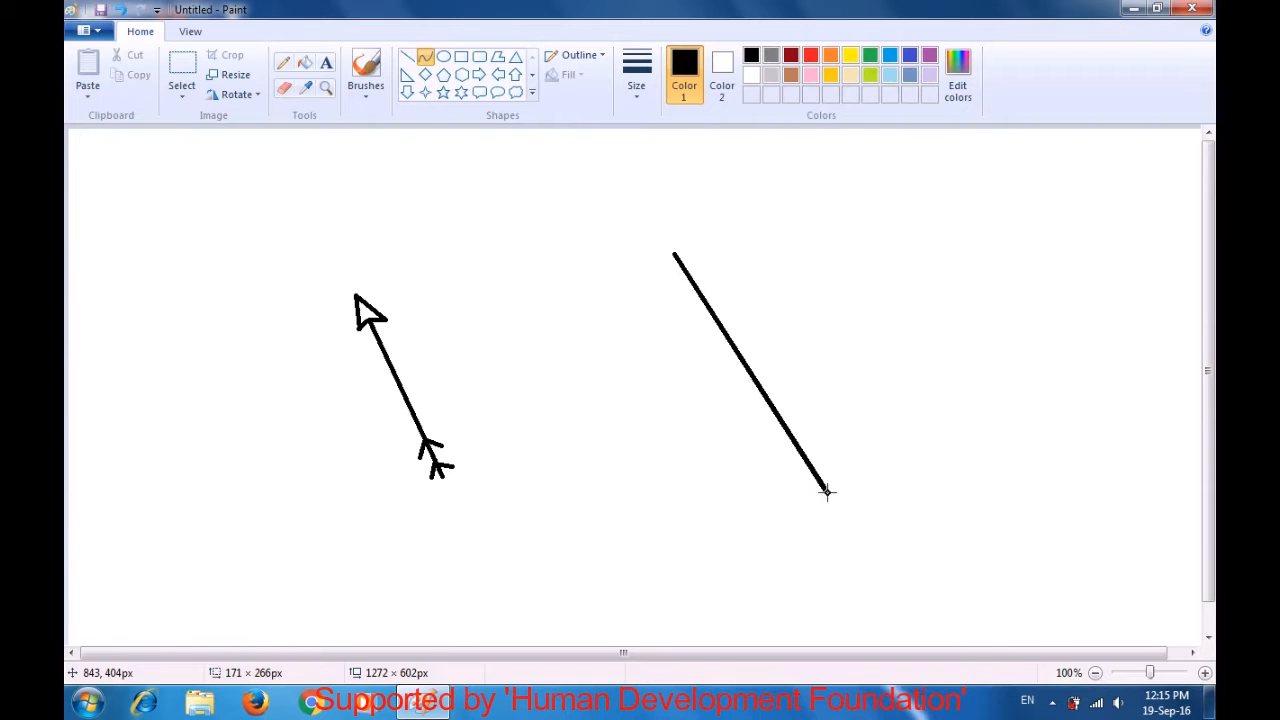 Untitled - Paint
Home View
Paste
Cut
Copy
Clipboard
Select
Crop
Resize
Rotate
Image
A
Tools
Brushes
Shapes
Outline
Fill
Size
Color 1
Color 2
Edit colors
Colors
843, 404px
171 × 266px
1272 × 602px
100%
EN
12:15 PM
19-Sep-16
Supported by 'Human Development Foundation'